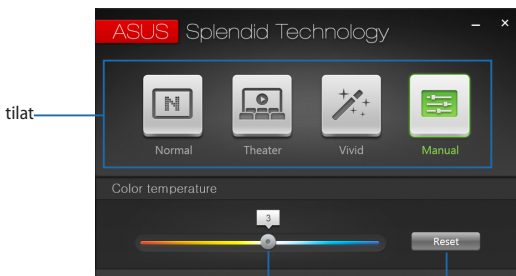 ASUS Splendid Technology
tilat
Normal Theater Vivid Manual
Color temperature
3
Reset